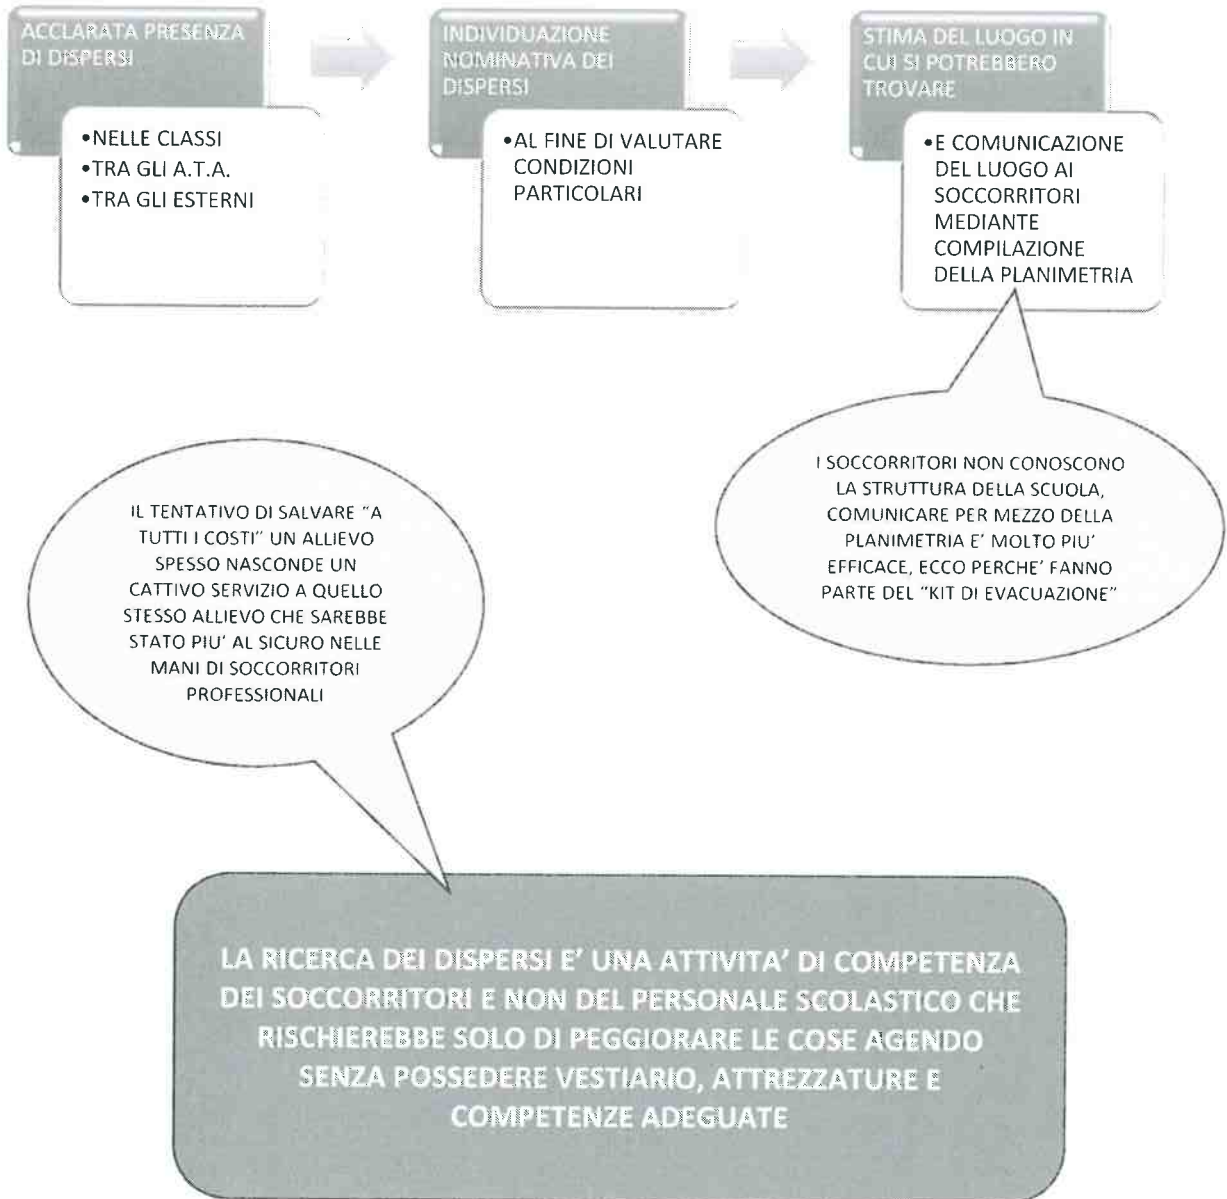 ACCLARATA PRESENZA
DI DISPERSI
•NELLE CLASSI
•TRA GLI A.T.A.
•TRA GLI ESTERNI
INDIVIDUAZIONE
NOMINATIVA DEI
DISPERSI
•AL FINE DI VALUTARE
CONDIZIONI
PARTICOLARI
STIMA DEL LUOGO IN
CUI SI POTREBBERO
TROVARE
•E COMUNICAZIONE
DEL LUOGO AI
SOCCORRITORI
MEDIANTE
COMPILAZIONE
DELLA PLANIMETRIA
I SOCCORRITORI NON CONOSCONO
LA STRUTTURA DELLA SCUOLA,
COMUNICARE PER MEZZO DELLA
PLANIMETRIA E' MOLTO PIU'
EFFICACE, ECCO PERCHE' FANNO
PARTE DEL "KIT DI EVACUAZIONE"
IL TENTATIVO DI SALVARE "A
TUTTI I COSTI" UN ALLIEVO
SPESSO NASCONDE UN
CATTIVO SERVIZIO A QUELLO
STESSO ALLIEVO CHE SAREBBE
STATO PIU' AL SICURO NELLE
MANI DI SOCCORRITORI
PROFESSIONALI
LA RICERCA DEI DISPERSI E' UNA ATTIVITA' DI COMPETENZA
DEI SOCCORRITORI E NON DEL PERSONALE SCOLASTICO CHE
RISCHIEREBBE SOLO DI PEGGIORARE LE COSE AGENDO
SENZA POSSEDERE VESTIARIO, ATTREZZATURE E
COMPETENZE ADEGUATE